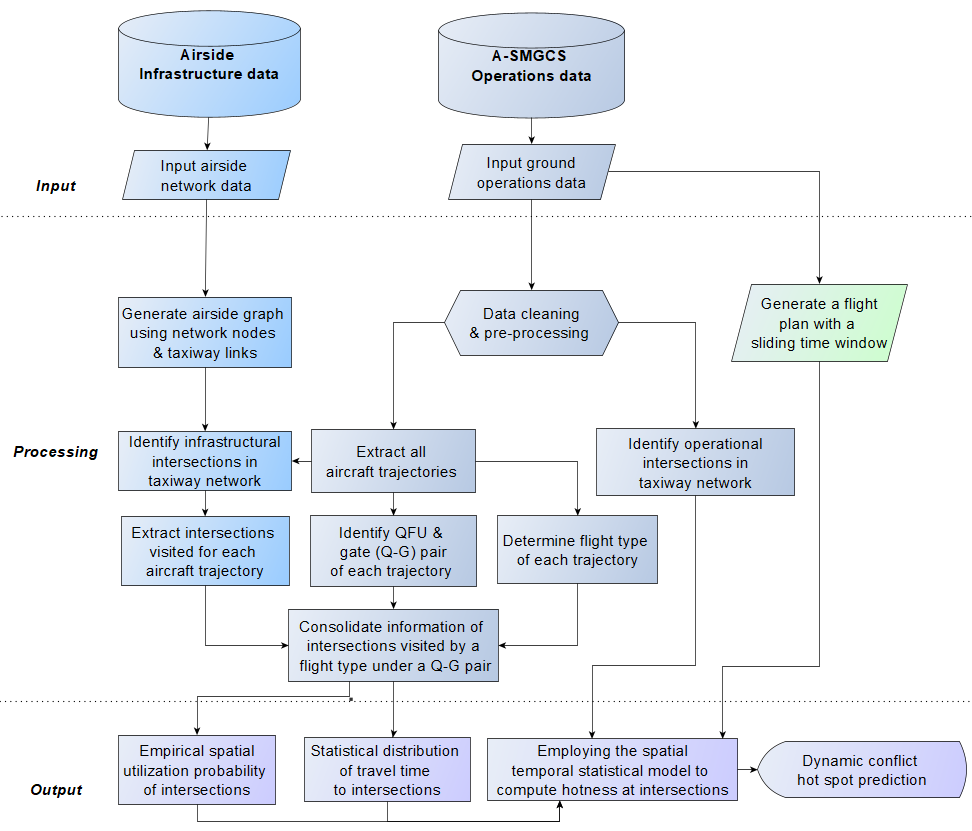 Airside
Infrastructure data
A-SMGCS
Operations data
Input airside
network data
Input ground
operations data
Input
Generate airside graph
using network nodes
& taxiway links
Data cleaning
& pre-processing
Generate a flight
plan with a
sliding time window
Processing
Identify infrastructural
intersections in
taxiway network
Extract all
aircraft trajectories
Identify operational
intersections in
taxiway network
Extract intersections
visited for each
aircraft trajectory
Identify QFU &
gate (Q-G) pair
of each trajectory
Determine flight type
of each trajectory
Consolidate information of
intersections visited by a
flight type under a Q-G pair
Output
Empirical spatial
utilization probability
of intersections
Statistical distribution
of travel time
to intersections
Employing the spatial
temporal statistical model to
compute hotness at intersections
Dynamic conflict
hot spot prediction